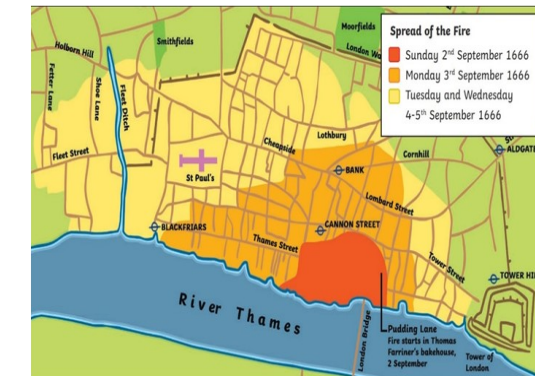 Spread of the Fire
Sunday 2nd September 1666
Monday 3rd September 1666
Tuesday and Wednesday
4-5th September 1666
Moorfields
Smithfields
London Wa
Holborn Hill
Fetter Lane
Shoe Lane
Fleet Ditch
Fleet Street
St Paul's
Cheapside
Lothbury
Cornhill
ALDGATE
BANK
Lombard Street
CANNON STREET
BLACKFRIARS
Thames Street
Tower Street
TOWER HI
River Thames
London Bridge
Pudding Lane
Fire starts in Thomas
Farriner's bakehouse,
2 September
Tower of
London